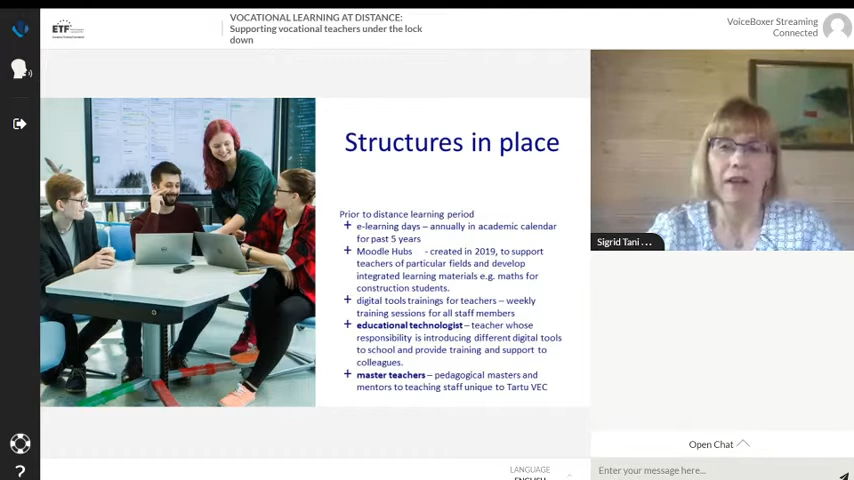 VOCATIONAL LEARNING AT DISTANCE:
Supporting vocational teachers under the lock
down
ETF
VoiceBoxer Streaming
Connected
Structures in place
Prior to distance learning period
+ e-learning days – annually in academic calendar
for past 5 years
+ Moodle Hubs - created in 2019, to support
teachers of particular fields and develop
integrated learning materials e.g. maths for
construction students.
+ digital tools trainings for teachers – weekly
training sessions for all staff members
+ educational technologist – teacher whose
responsibility is introducing different digital tools
to school and provide training and support to
colleagues.
+ master teachers – pedagogical masters and
mentors to teaching staff unique to Tartu VEC
Sigrid Tani ...
Open Chat
Enter your message here...
LANGUAGE
ENGLISH
?